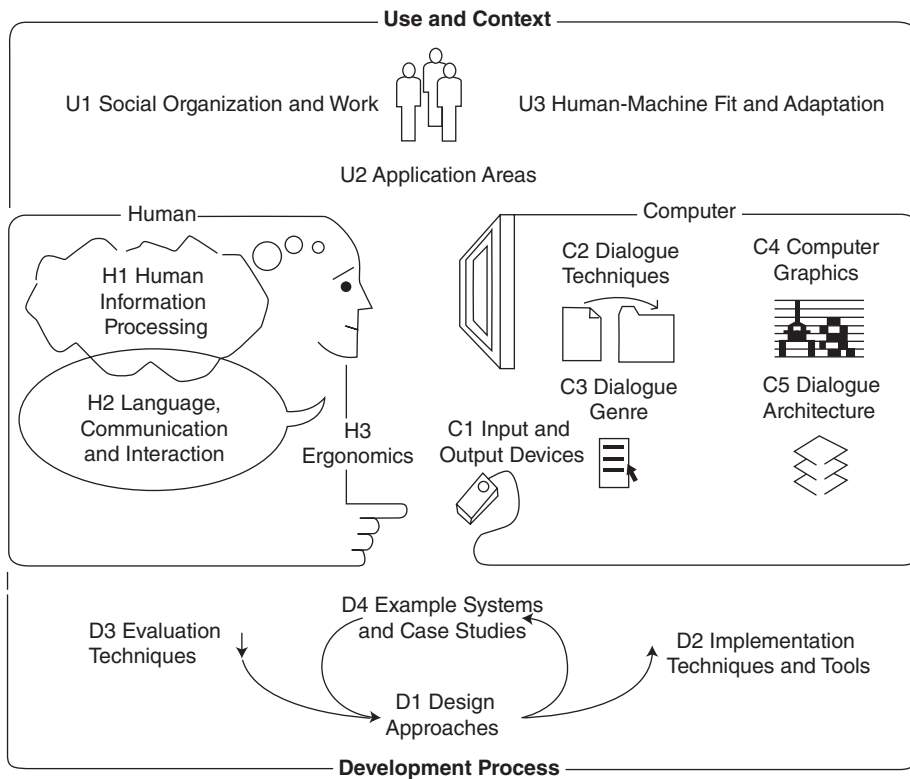 Use and Context
U1 Social Organization and Work
U3 Human-Machine Fit and Adaptation
U2 Application Areas
Human
H1 Human
Information
Processing
H2 Language,
Communication
and Interaction
H3
Ergonomics
Computer
C2 Dialogue
Techniques
C4 Computer
Graphics
C3 Dialogue
Genre
C5 Dialogue
Architecture
C1 Input and
Output Devices
D4 Example Systems
and Case Studies
D3 Evaluation
Techniques
D2 Implementation
Techniques and Tools
D1 Design
Approaches
Development Process